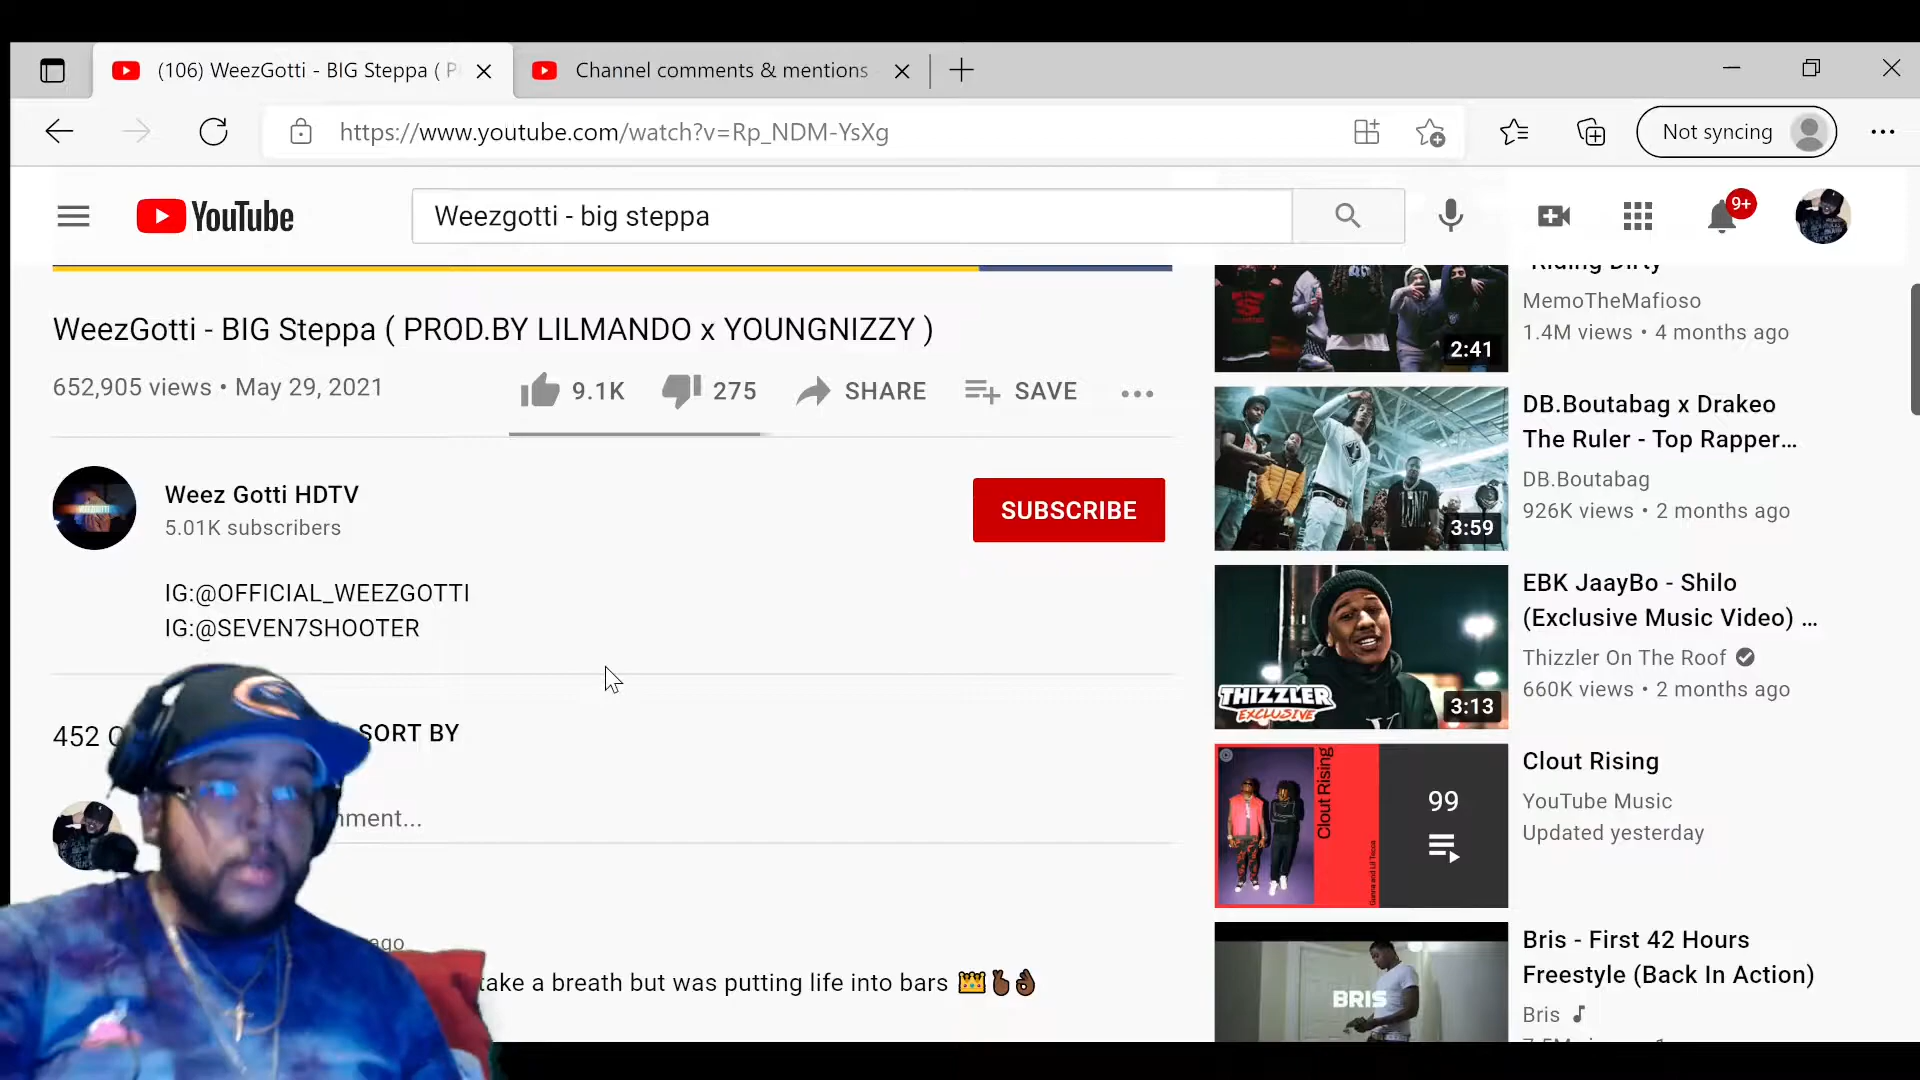 (106) WeezGotti - BIG Steppa ( P
Channel comments & mentions
https://www.youtube.com/watch?v=Rp_NDM-YsXg
Not syncing
YouTube
Weezgotti - big steppa
9+
WeezGotti - BIG Steppa ( PROD.BY LILMANDO x YOUNGNIZZY )
652,905 views • May 29, 2021
9.1K
275
SHARE
SAVE
Weez Gotti HDTV
5.01K subscribers
SUBSCRIBE
IG:@OFFICIAL_WEEZGOTTI
IG:@SEVEN7SHOOTER
452
SORT BY
ago
take a breath but was putting life into bars 👑🤞🏾👌🏾
Riding Dirty
MemoTheMafioso
1.4M views • 4 months ago
2:41
DB.Boutabag x Drakeo
The Ruler - Top Rapper...
DB.Boutabag
926K views • 2 months ago
3:59
EBK JaayBo - Shilo
(Exclusive Music Video) ...
Thizzler On The Roof
660K views • 2 months ago
THIZZLER
EXCLUSIVE
3:13
Clout Rising
YouTube Music
Updated yesterday
Clout Rising
Gunna and Lil Tecca
99
Bris - First 42 Hours
Freestyle (Back In Action)
Bris
BRIS